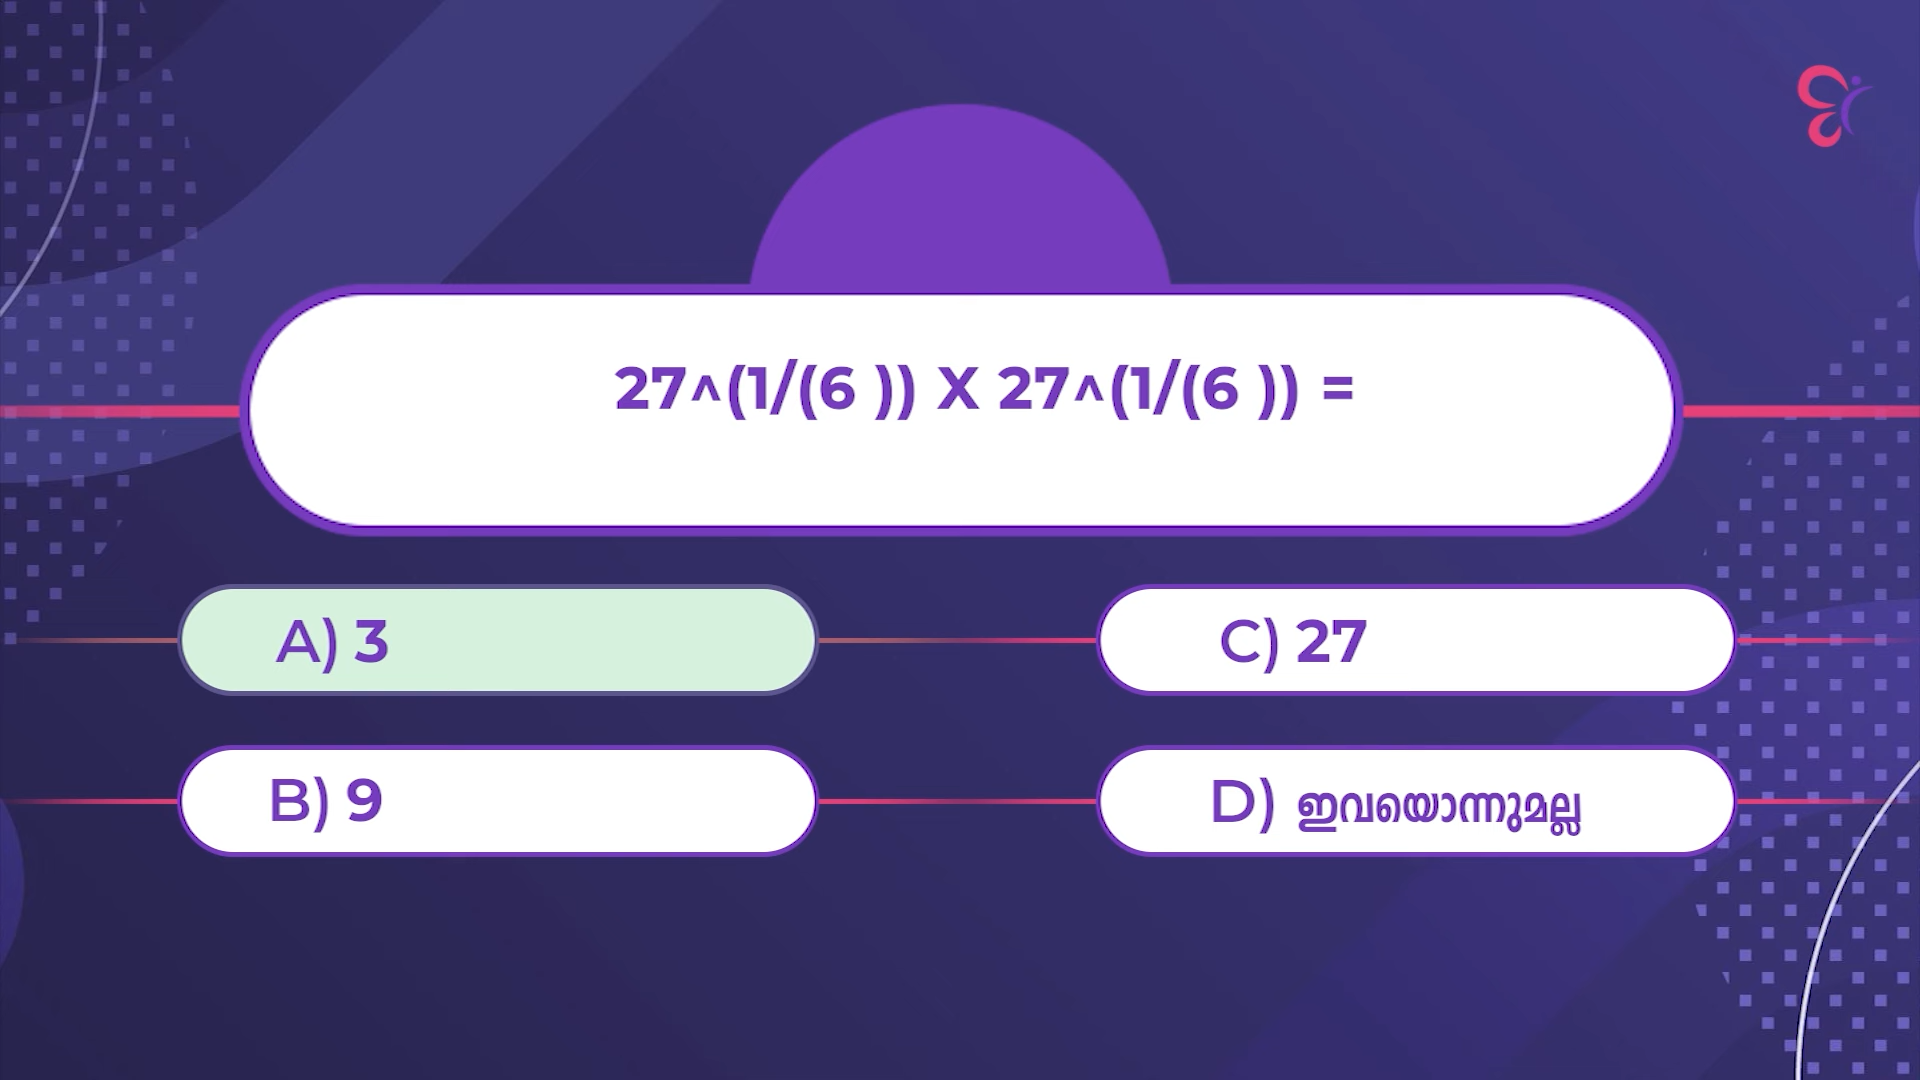 27^(1/(6 )) X 27^(1/(6 )) =
A) 3
C) 27
B) 9
D) ഇവയൊന്നുമല്ല